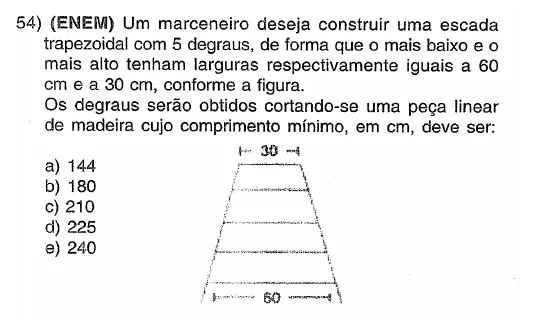 54) (ENEM) Um marceneiro deseja construir uma escada
trapezoidal com 5 degraus, de forma que o mais baixo e o
mais alto tenham larguras respectivamente iguais a 60
cm e a 30 cm, conforme a figura.
Os degraus serão obtidos cortando-se uma peça linear
de madeira cujo comprimento mínimo, em cm, deve ser:
30
a) 144
b) 180
c) 210
d) 225
e) 240
60